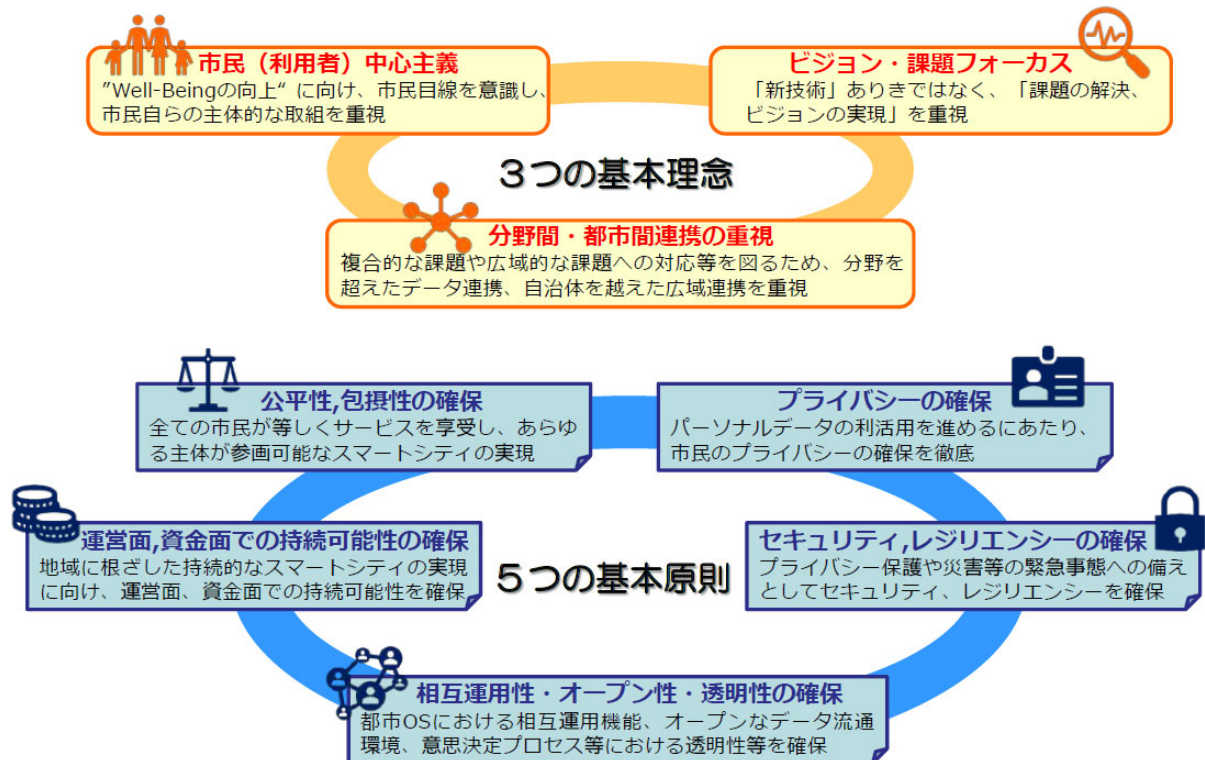 市民（利用者）中心主義
”Well-Beingの向上“ に向け、市民目線を意識し、
市民自らの主体的な取組を重視
ビジョン・課題フォーカス
「新技術」ありきではなく、「課題の解決、
ビジョンの実現」を重視
３つの基本理念
分野間・都市間連携の重視
複合的な課題や広域的な課題への対応等を図るため、分野を
超えたデータ連携、自治体を越えた広域連携を重視
公平性,包摂性の確保
全ての市民が等しくサービスを享受し、あらゆ
る主体が参画可能なスマートシティの実現
プライバシーの確保
パーソナルデータの利活用を進めるにあたり、
市民のプライバシーの確保を徹底
運営面,資金面での持続可能性の確保
地域に根ざした持続的なスマートシティの実現
に向け、運営面、資金面での持続可能性を確保
セキュリティ,レジリエンシーの確保
プライバシー保護や災害等の緊急事態への備え
としてセキュリティ、レジリエンシーを確保
５つの基本原則
相互運用性・オープン性・透明性の確保
都市OSにおける相互運用機能、オープンなデータ流通
環境、意思決定プロセス等における透明性等を確保